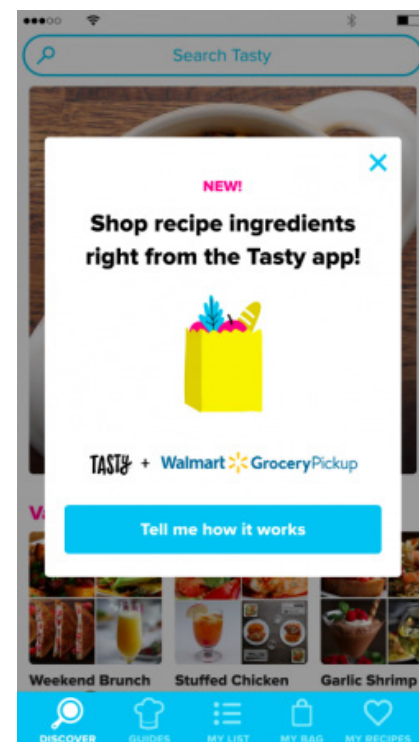 Search Tasty
NEW!
Shop recipe ingredients
right from the Tasty app!
TASTY + Walmart GroceryPickup
Tell me how it works
Weekend Brunch
Stuffed Chicken
Garlic Shrimp
DISCOVER
GUIDES
MY LIST
MY BAG
MY RECIPES